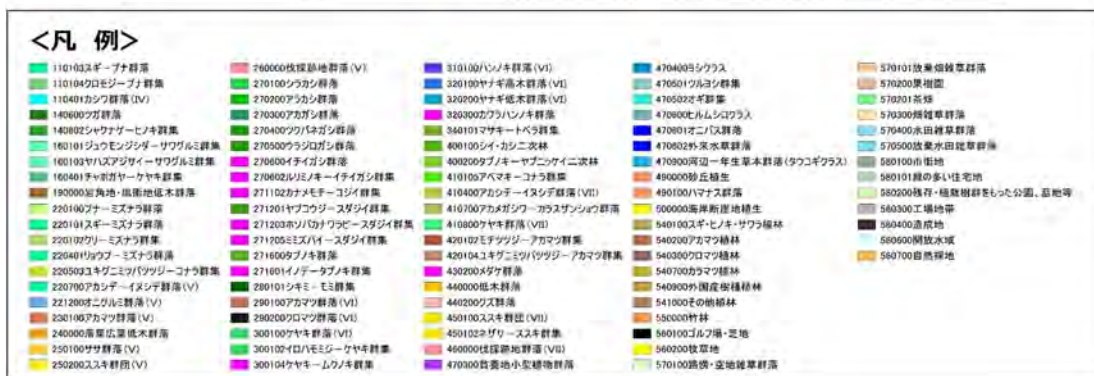 ＜凡 例＞
110103スギーブナ群落
110104クロモジーブナ群集
110401カシワ群落(Ⅳ)
140600ツガ群落
140802シャクナゲーヒノキ群集
160101ジュウモンジシダーサワグルミ群集
160103ヤハズアジサイーサワグルミ群集
160401チャボガヤーケヤキ群集
190000岩角地・風衝地低木群落
220100ブナーミズナラ群落
220101スギーミズナラ群落
220102クリーミズナラ群集
220401リョウブーミズナラ群落
220503ユキグニミツバツツジーコナラ群集
220700アカシデーイヌシデ群落(Ⅴ)
221200オニグルミ群落(Ⅴ)
230100アカマツ群落(Ⅴ)
240000落葉広葉低木群落
250100ササ群落(Ⅴ)
250200ススキ群団(Ⅴ)
260000伐採跡地群落(Ⅴ)
270100シラカシ群落
270200アラカシ群落
270300アカガシ群落
270400ツクバネガシ群落
270500ウラジロガシ群落
270600イチイガシ群落
270602ルリミノキーイチイガシ群集
271102カナメモチーコジイ群集
271201ヤブコウジースダジイ群集
271203ホソバカナワラビースダジイ群集
271205ミミズバイースダジイ群集
271600タブノキ群落
271601イノデータブノキ群集
280101シキミーモミ群集
290100アカマツ群落(Ⅵ)
290200クロマツ群落(Ⅵ)
300100ケヤキ群落(Ⅵ)
300102イロハモミジーケヤキ群集
300104ケヤキームクノキ群集
310100ハンノキ群落(Ⅵ)
320100ヤナギ高木群落(Ⅵ)
320200ヤナギ低木群落(Ⅵ)
320300カワラハンノキ群落
340101マサキートベラ群集
400100シイ・カシ二次林
400200タブノキーヤブニッケイ二次林
410105アベマキーコナラ群集
410400アカシデーイヌシデ群落(Ⅶ)
410700アカメガシワーカラスザンショウ群落
410800ケヤキ群落(Ⅶ)
420102モチツツジーアカマツ群集
420104ユキグニミツバツツジーアカマツ群集
430200メダケ群落
440000低木群落
440200クズ群落
450100ススキ群団(Ⅶ)
450102ネザサーススキ群集
460000伐採跡地群落(Ⅶ)
470300貧養地小型植物群落
470400ヨシクラス
470501ツルヨシ群集
470502オギ群集
470600ヒルムシロクラス
470601オニバス群落
470602外来水草群落
470900河辺一年生草本群落(タウコギクラス)
490000砂丘植生
490100ハマナス群落
500000海岸断崖地植生
540100スギ・ヒノキ・サワラ植林
540200アカマツ植林
540300クロマツ植林
540700カラマツ植林
540900外国産樹種植林
541000その他植林
550000竹林
560100ゴルフ場・芝地
560200牧草地
570100路傍・空地雑草群落
570101放棄畑雑草群落
570200果樹園
570201茶畑
570300畑雑草群落
570400水田雑草群落
570500放棄水田雑草群落
580100市街地
580101緑の多い住宅地
580200残存・植栽樹群をもった公園、墓地等
580300工場地帯
580400造成地
580600開放水域
580700自然裸地